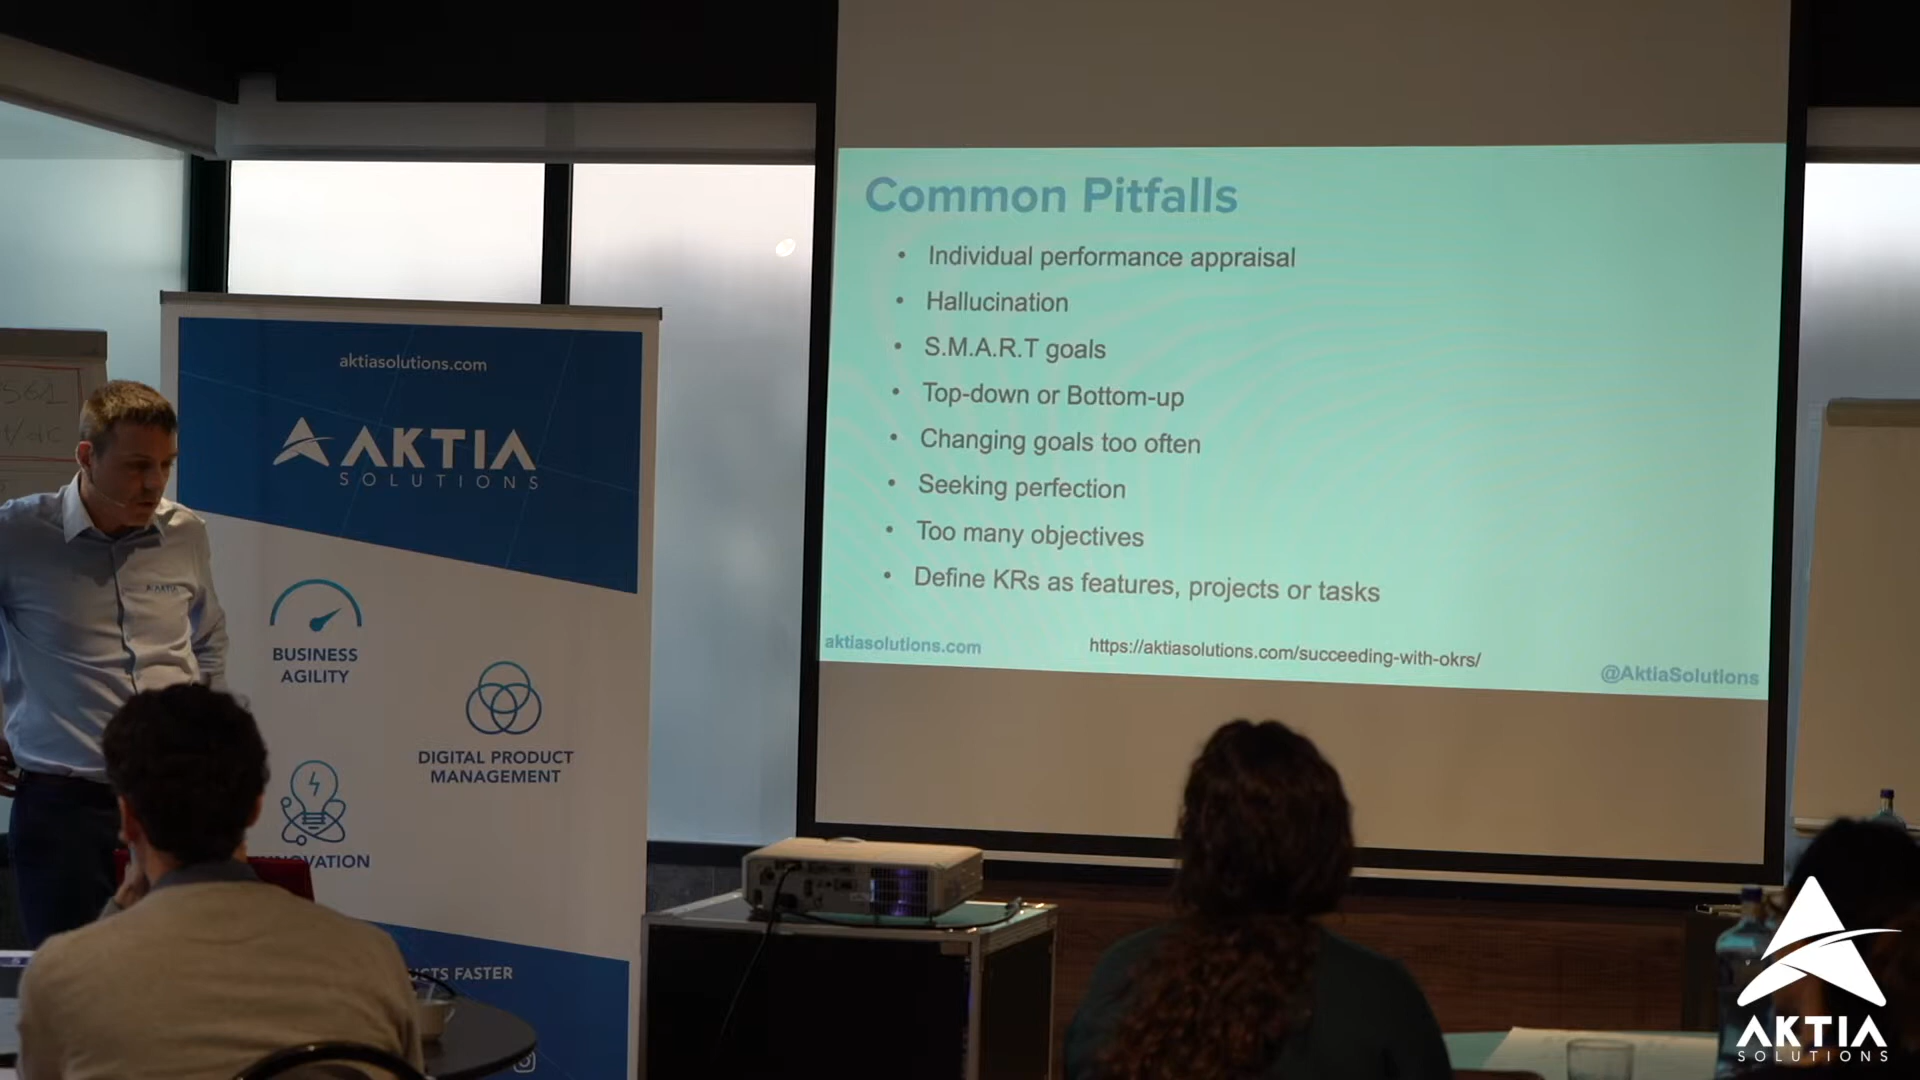 Common Pitfalls
• Individual performance appraisal
• Hallucination
• S.M.A.R.T goals
• Top-down or Bottom-up
• Changing goals too often
• Seeking perfection
• Too many objectives
• Define KRs as features, projects or tasks
aktiasolutions.com
https://aktiasolutions.com/succeeding-with-okrs/
@AktiaSolutions
aktiasolutions.com
AKTIA
SOLUTIONS
BUSINESS
AGILITY
DIGITAL PRODUCT
MANAGEMENT
FASTER
AKTIA
AKTIA
SOLUTIONS